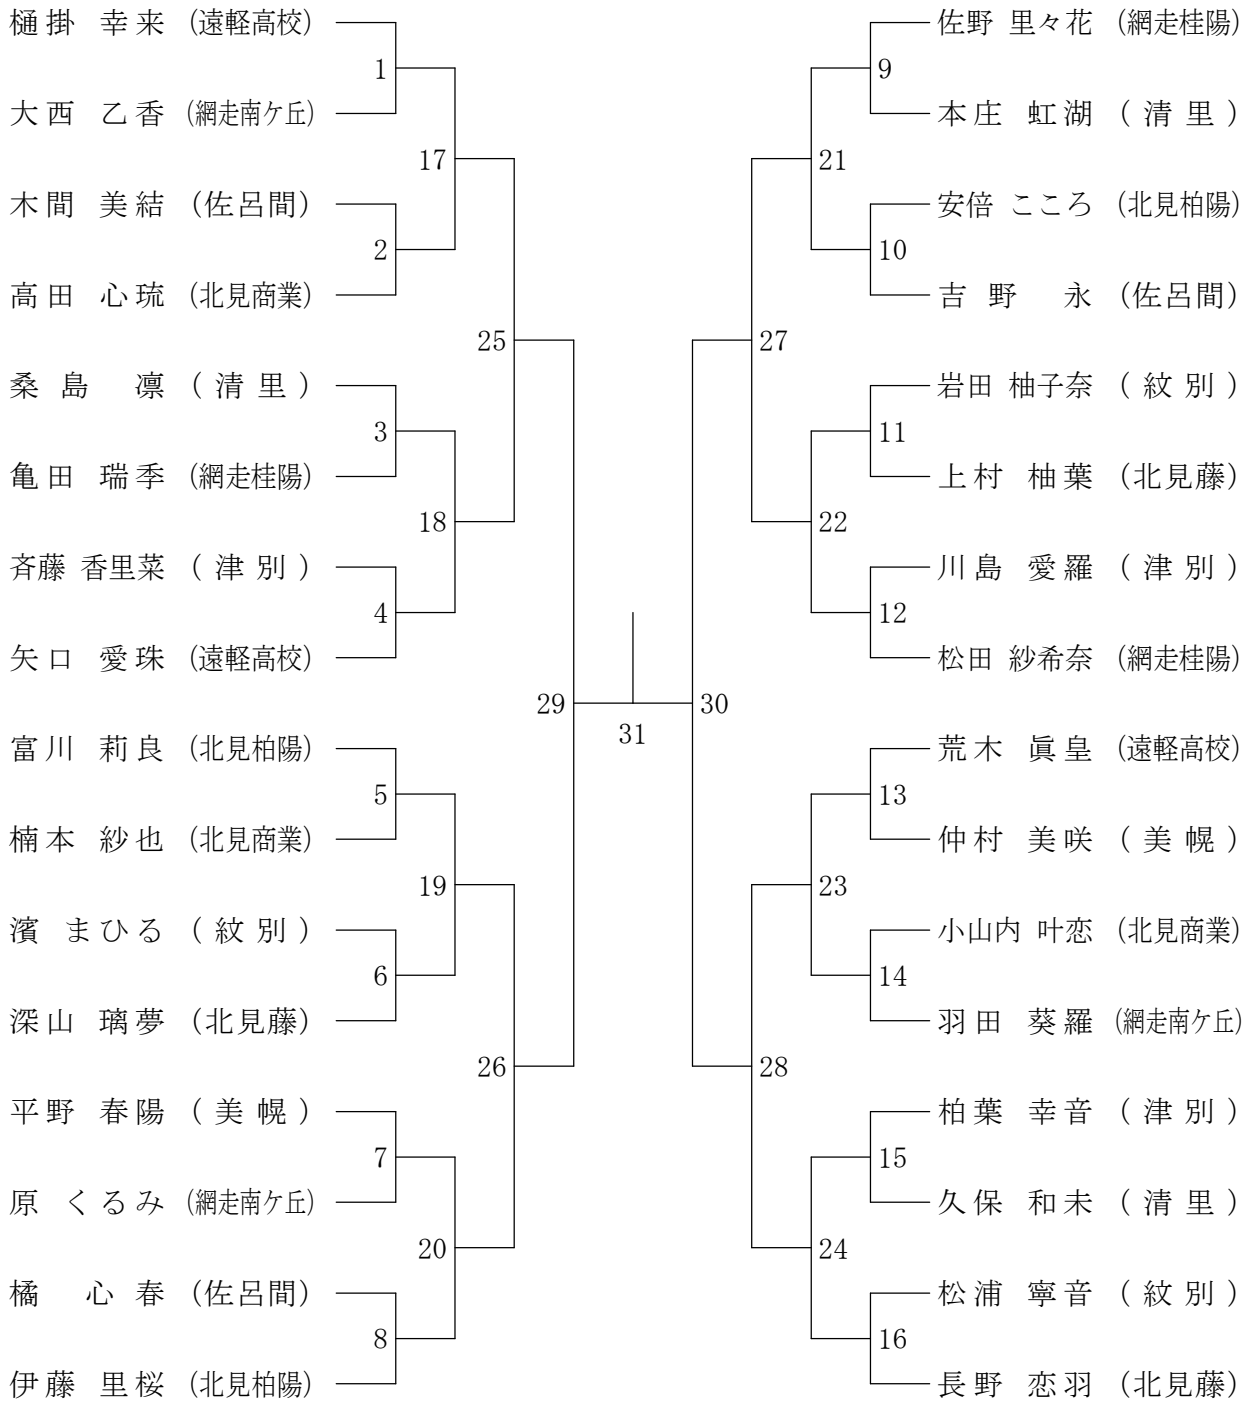 樋掛 幸来 (遠軽高校)
1
大西 乙香 (網走南ケ丘)
17
木間 美結 (佐呂間)
2
高田 心琉 (北見商業)
25
桑島 凛 (清里)
3
亀田 瑞季 (網走桂陽)
18
斉藤 香里菜 (津別)
4
矢口 愛珠 (遠軽高校)
29
富川 莉良 (北見柏陽)
5
楠本 紗也 (北見商業)
19
濱 まひる (紋別)
6
深山 璃夢 (北見藤)
26
平野 春陽 (美幌)
7
原 くるみ (網走南ケ丘)
20
橘 心春 (佐呂間)
8
伊藤 里桜 (北見柏陽)
31
佐野 里々花 (網走桂陽)
9
本庄 虹湖 (清里)
21
安倍 こころ (北見柏陽)
10
吉野 永 (佐呂間)
27
岩田 柚子奈 (紋別)
11
上村 柚葉 (北見藤)
22
川島 愛羅 (津別)
12
松田 紗希奈 (網走桂陽)
30
荒木 眞皇 (遠軽高校)
13
仲村 美咲 (美幌)
23
小山内 叶恋 (北見商業)
14
羽田 葵羅 (網走南ケ丘)
28
柏葉 幸音 (津別)
15
久保 和未 (清里)
24
松浦 寧音 (紋別)
16
長野 恋羽 (北見藤)